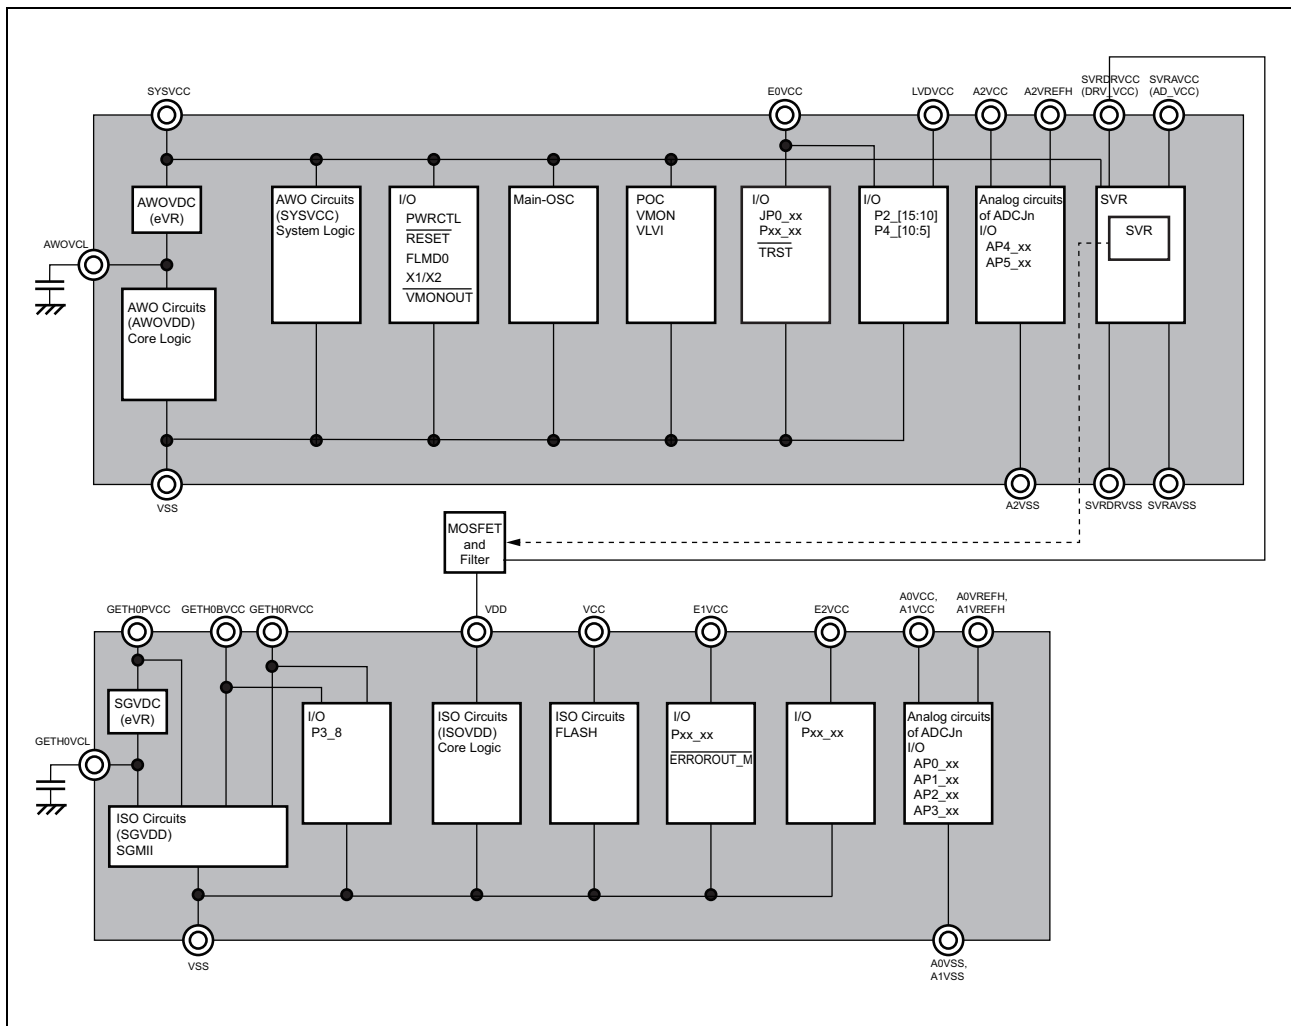 SYSVCC
E0VCC
LVDVCC
A2VCC
A2VREFH
SVRDRVCC
(DRV_VCC)
SVRAVCC
(AD_VCC)
AWOVDC
(eVR)
AWO Circuits
(SYSVCC)
System Logic
I/O
PWRCTL
RESET
FLMD0
X1/X2
VMONOUT
Main-OSC
POC
VMON
VLVI
I/O
JP0_xx
Pxx_xx
TRST
I/O
P2_[15:10]
P4_[10:5]
Analog circuits
of ADCJn
I/O
AP4_xx
AP5_xx
SVR
SVR
AWOVCL
AWO Circuits
(AWOVDD)
Core Logic
VSS
A2VSS
SVRDRVSS
SVRAVSS
MOSFET
and
Filter
GETH0PVCC
GETH0BVCC
GETH0RVCC
VDD
VCC
E1VCC
E2VCC
A0VCC,
A1VCC
A0VREFH,
A1VREFH
SGVDC
(eVR)
I/O
P3_8
ISO Circuits
(ISOVDD)
Core Logic
ISO Circuits
FLASH
I/O
Pxx_xx
ERROROUT_M
I/O
Pxx_xx
Analog circuits
of ADCJn
I/O
AP0_xx
AP1_xx
AP2_xx
AP3_xx
GETH0VCL
ISO Circuits
(SGVDD)
SGMII
VSS
A0VSS,
A1VSS